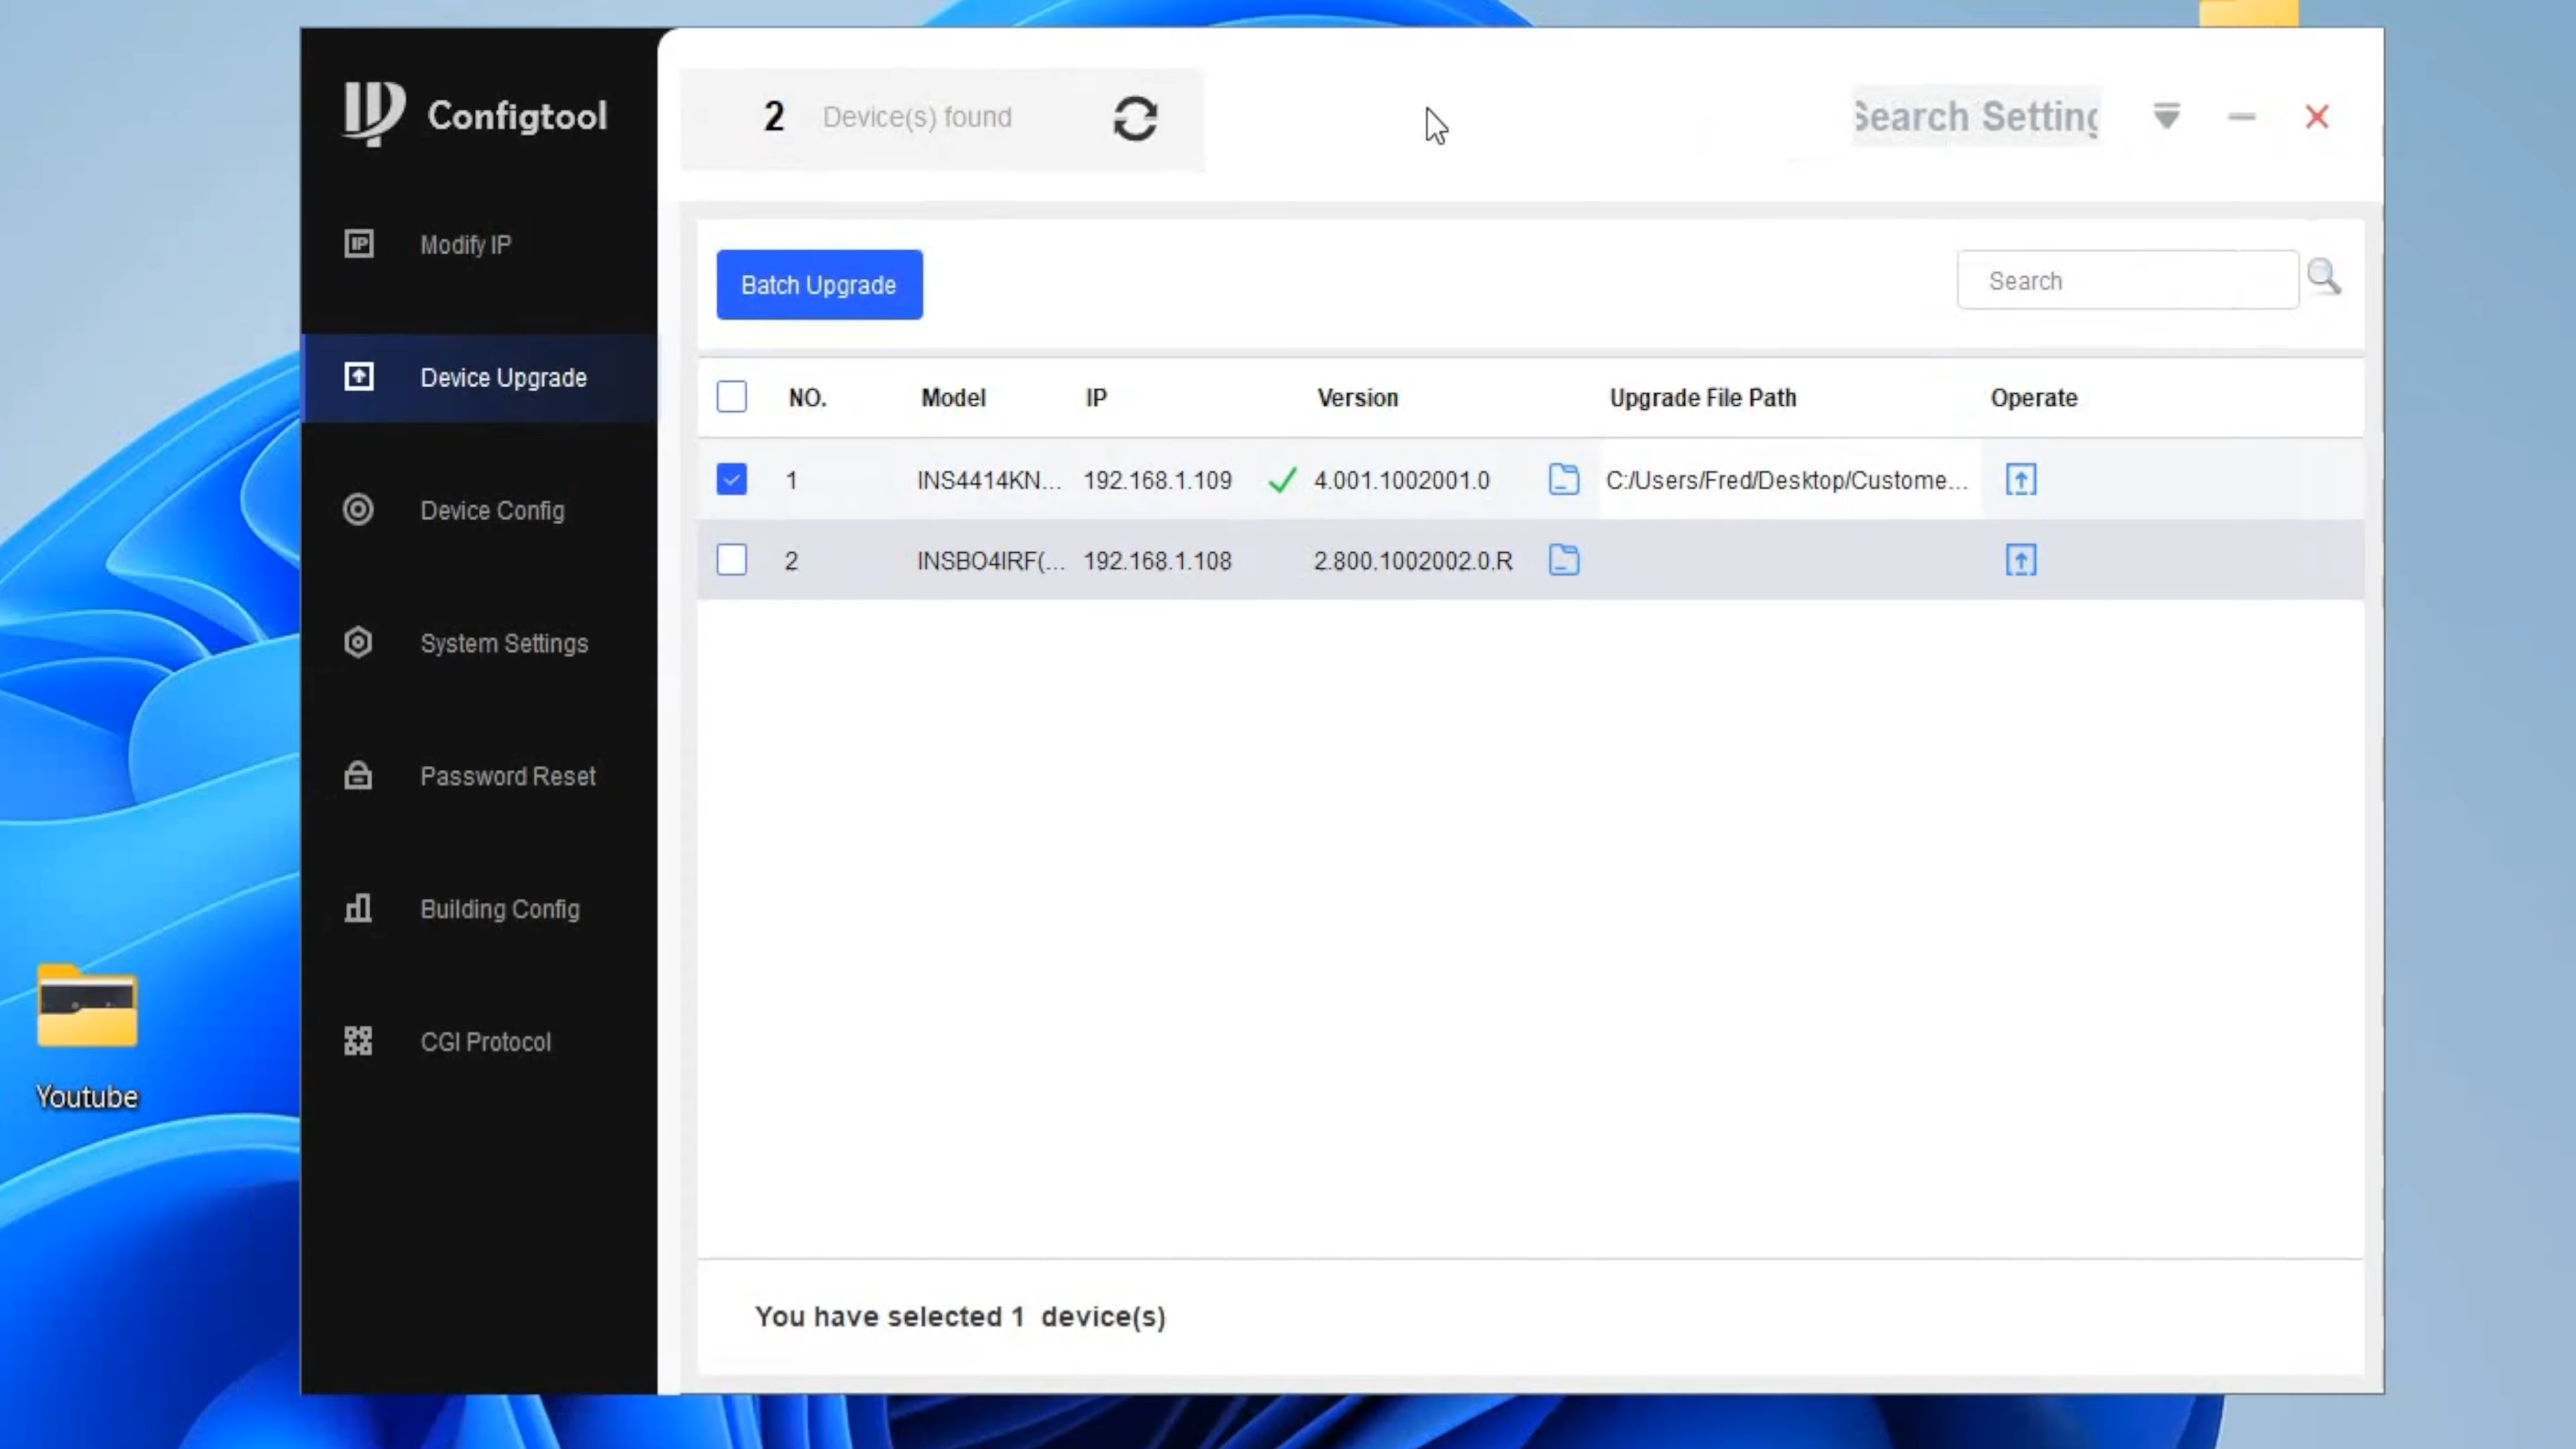 Configtool
2 Device(s) found
Search Setting
Modify IP
Device Upgrade
Device Config
System Settings
Password Reset
Building Config
CGI Protocol
Batch Upgrade
Search
NO. Model IP Version Upgrade File Path Operate
1 INS4414KN... 192.168.1.109 4.001.1002001.0 C:/Users/Fred/Desktop/Custome...
2 INSBO4IRF(... 192.168.1.108 2.800.1002002.0.R
You have selected 1 device(s)
Youtube